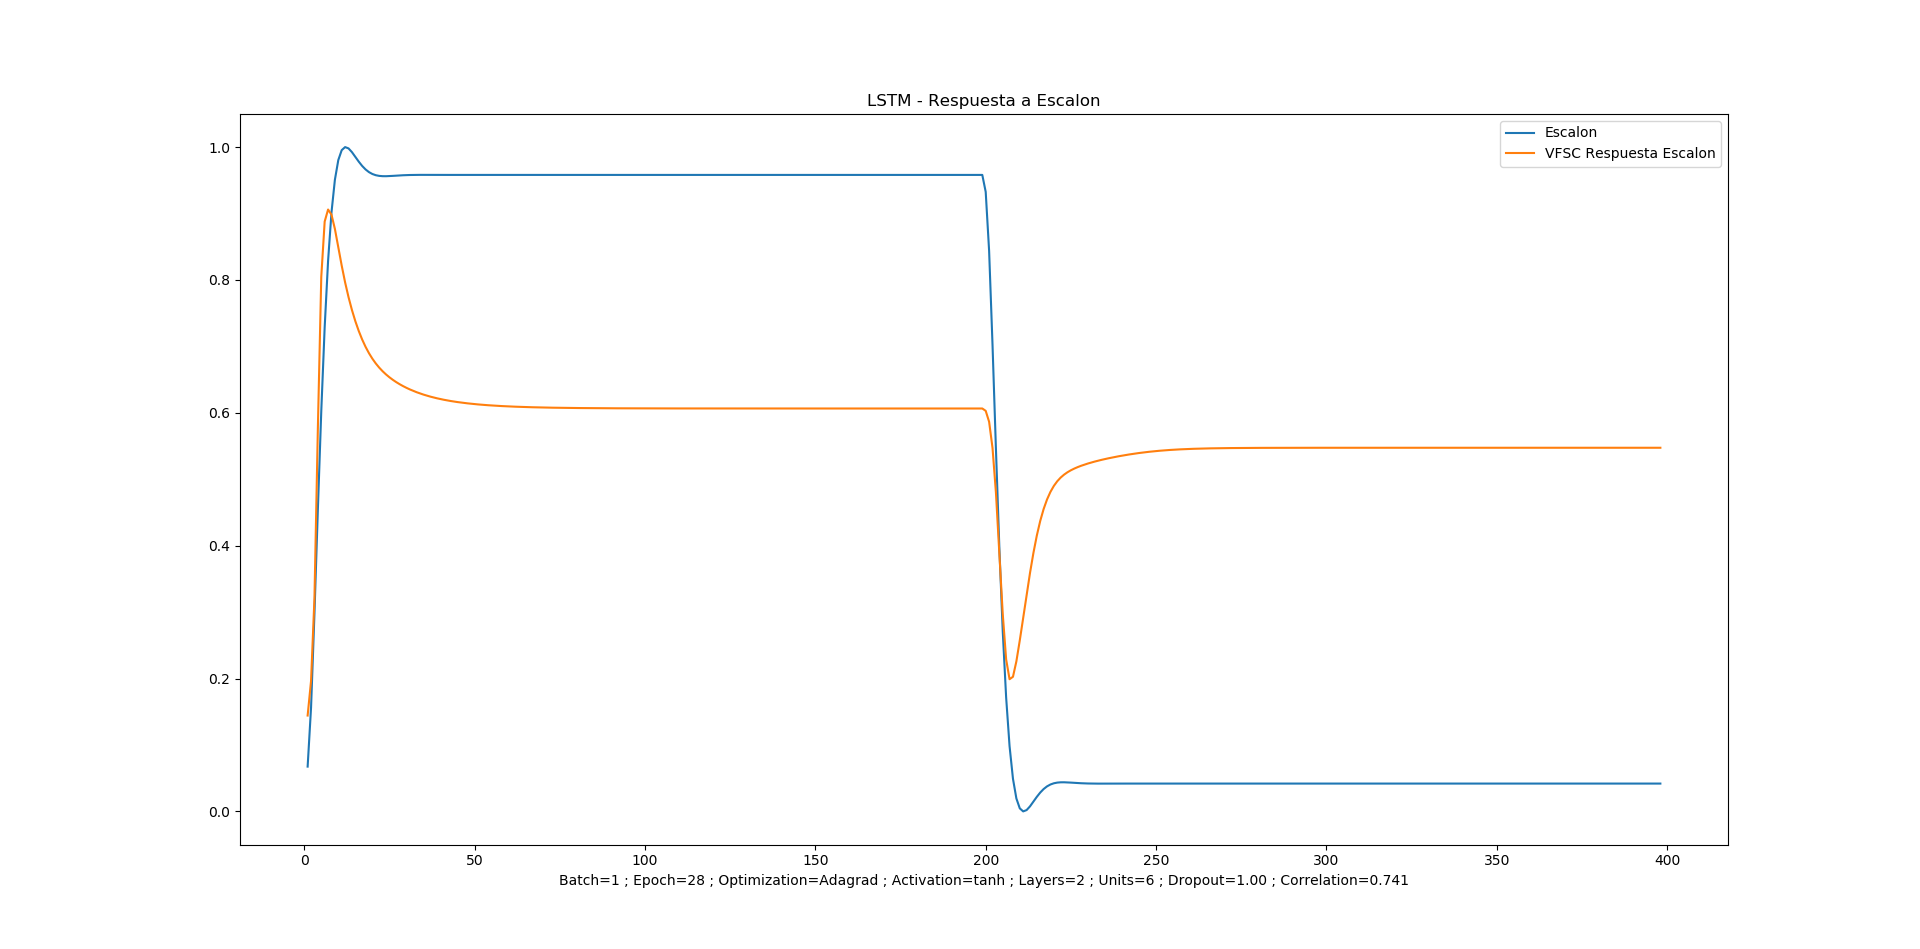 LSTM - Respuesta a Escalon
Escalon
VFSC Respuesta Escalon
1.0
0.8
0.6
0.4
0.2
0.0
0 50 100 150 200 250 300 350 400
Batch=1 ; Epoch=28 ; Optimization=Adagrad ; Activation=tanh ; Layers=2 ; Units=6 ; Dropout=1.00 ; Correlation=0.741